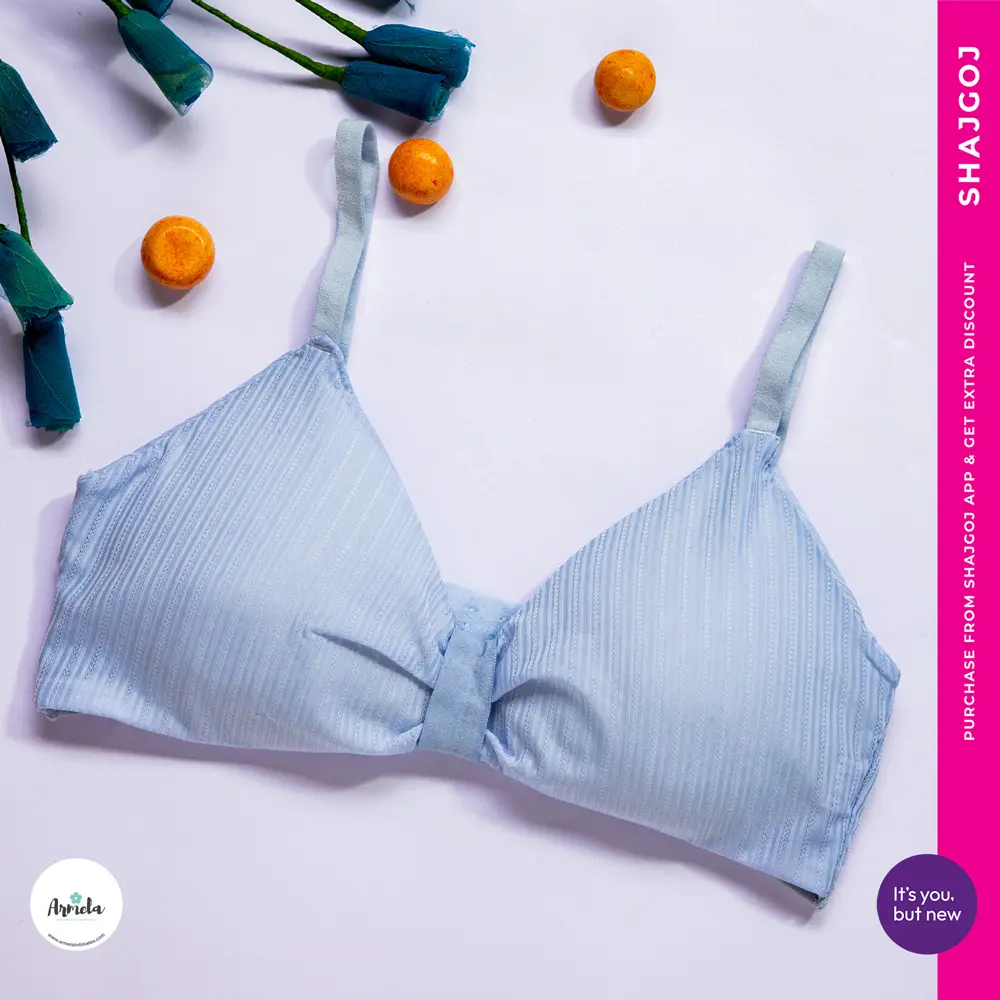 SHAJGOJ
PURCHASE FROM SHAJGOJ APP & GET EXTRA DISCOUNT
Armela
It's you,
but new